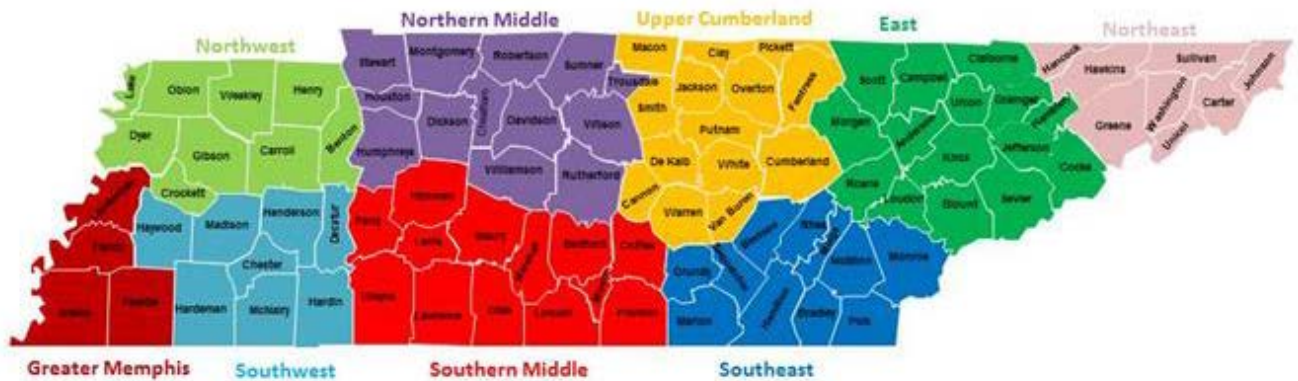 Northern Middle
Upper Cumberland
East
Northeast
Northwest
Stewart
Montgomery
Robertson
Sumner
Macon
Clay
Pickett
Claiborne
Hancock
Hawkins
Sullivan
Johnson
Lake
Obion
Weakley
Henry
Houston
Trousdale
Jackson
Overton
Fentress
Scott
Campbell
Union
Grainger
Hamblen
Greene
Washington
Carter
Unicoi
Dyer
Gibson
Carroll
Benton
Dickson
Cheatham
Davidson
Wilson
Smith
Putnam
Morgan
Anderson
Knox
Jefferson
Cocke
Humphreys
Williamson
Rutherford
De Kalb
White
Cumberland
Roane
Loudon
Blount
Sevier
Crockett
Haywood
Madison
Henderson
Decatur
Perry
Hickman
Lewis
Maury
Bedford
Coffee
Cannon
Warren
Van Buren
Rhea
McMinn
Monroe
Chester
Grundy
Hardeman
McNairy
Hardin
Wayne
Lawrence
Giles
Lincoln
Franklin
Marion
Hamilton
Bradley
Polk
Greater Memphis
Southwest
Southern Middle
Southeast